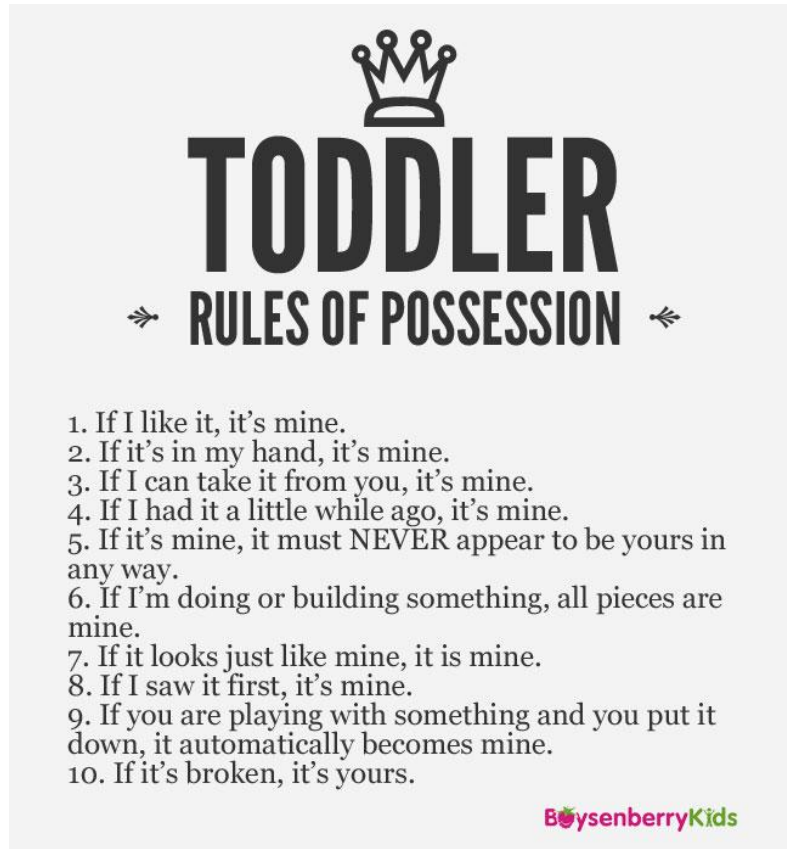 TODDLER
RULES OF POSSESSION
1. If I like it, it's mine.
2. If it's in my hand, it's mine.
3. If I can take it from you, it's mine.
4. If I had it a little while ago, it's mine.
5. If it's mine, it must NEVER appear to be yours in
any way.
6. If I'm doing or building something, all pieces are
mine.
7. If it looks just like mine, it is mine.
8. If I saw it first, it's mine.
9. If you are playing with something and you put it
down, it automatically becomes mine.
10. If it's broken, it's yours.
BoysenberryKids